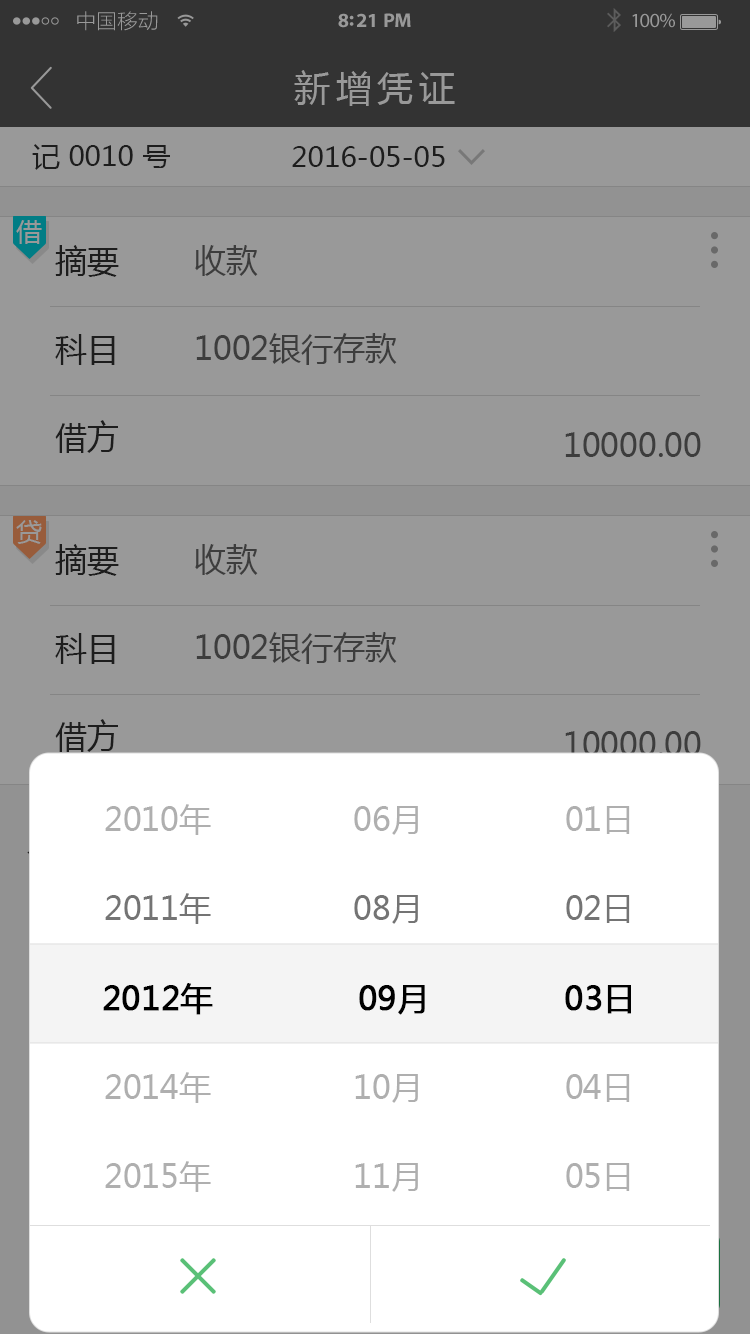 中国移动 8:21 PM 100%
新增凭证
记 0010 号 2016-05-05
借
摘要 收款
科目 1002银行存款
借方 10000.00
贷
摘要 收款
科目 1002银行存款
借方 10000.00
2010年 06月 01日
2011年 08月 02日
2012年 09月 03日
2014年 10月 04日
2015年 11月 05日